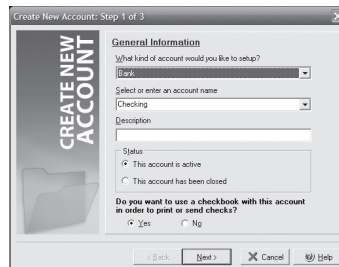 Create New Account: Step 1 of 3
CREATE NEW
ACCOUNT
General Information
What kind of account would you like to setup?
Bank
Select or enter an account name
Checking
Description
Status
This account is active
This account has been closed
Do you want to use a checkbook with this account
in order to print or send checks?
Yes
No
< Back
Next >
Cancel
Help